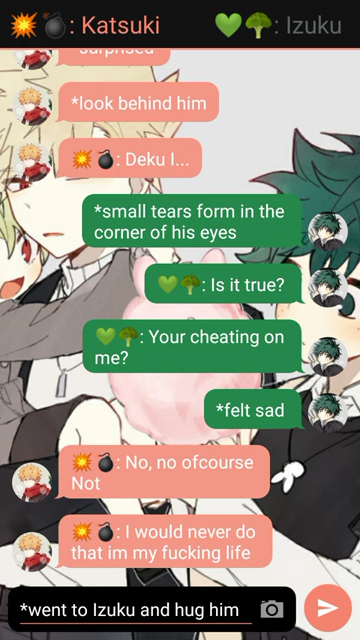 💥💣: Katsuki 💚🌳: Izuku
surprised
*look behind him
💥💣: Deku I...
*small tears form in the
corner of his eyes
💚🥦: Is it true?
💚🥦: Your cheating on
me?
*felt sad
💥💣: No, no ofcourse
Not
💥💣: I would never do
that im my fucking life
*went to Izuku and hug him